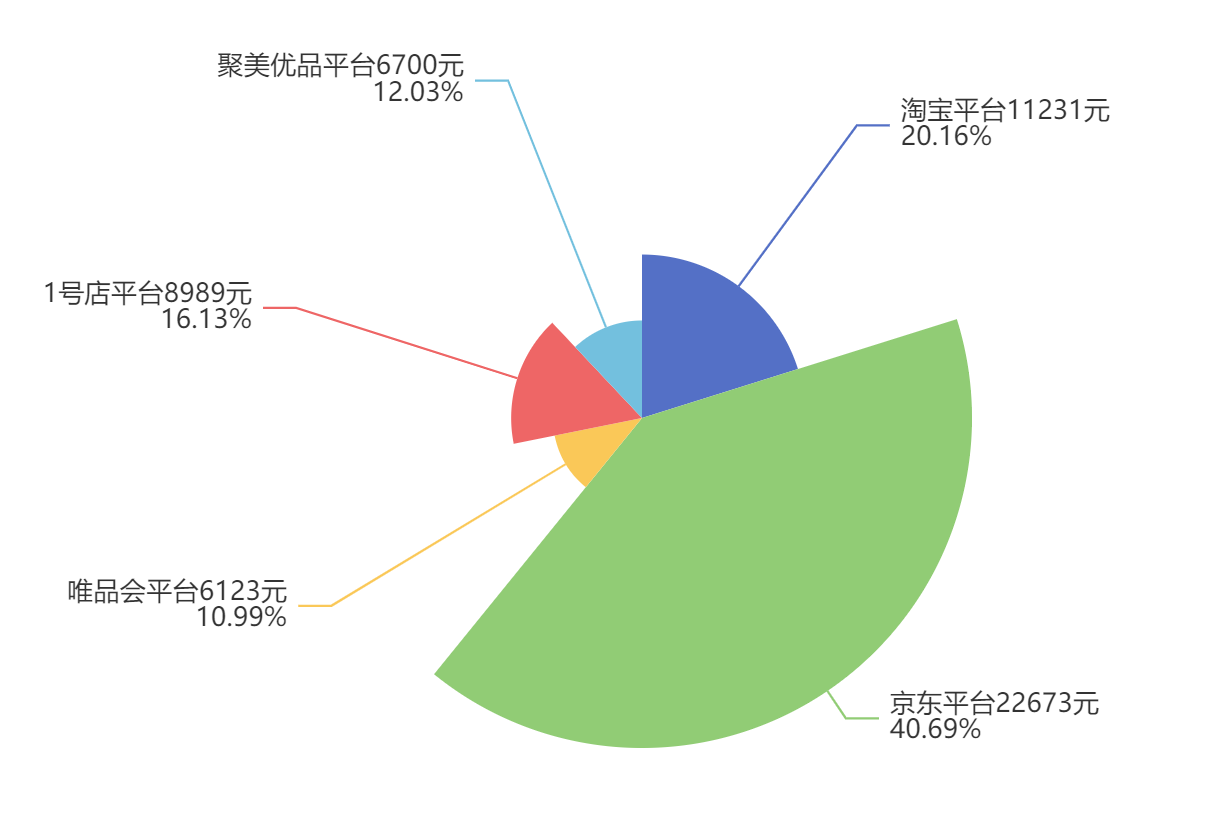 聚美优品平台6700元
12.03%
淘宝平台11231元
20.16%
1号店平台8989元
16.13%
唯品会平台6123元
10.99%
京东平台22673元
40.69%